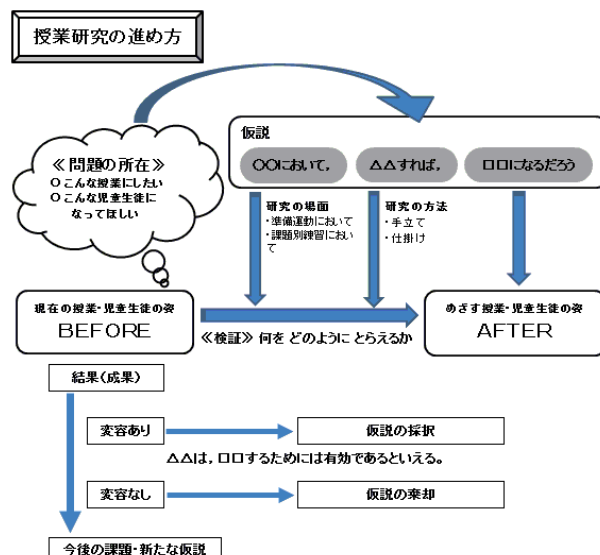 授業研究の進め方
仮説
○○において，
△△すれば，
□□になるだろう
≪問題の所在≫
○こんな授業にしたい
○こんな児童生徒に
なってほしい
研究の場面
・準備運動において
・課題別練習におい
て
研究の方法
・手立て
・仕掛け
現在の授業・児童生徒の姿
BEFORE
めざす授業・児童生徒の姿
AFTER
≪検証≫ 何を どのように とらえるか
結果（成果）
変容あり
仮説の採択
△△は，□□するためには有効であるといえる。
変容なし
仮説の棄却
今後の課題・新たな仮説